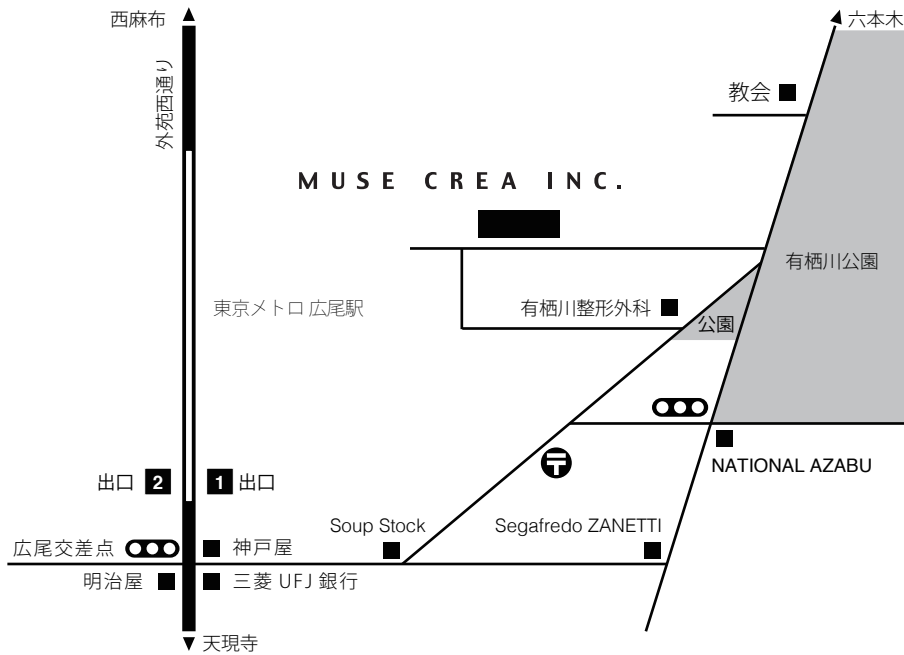 西麻布
六本木
外苑西通り
教会
MUSE CREA INC.
有栖川公園
東京メトロ 広尾駅
有栖川整形外科
公園
NATIONAL AZABU
出口 2
1 出口
Soup Stock
Segafredo ZANETTI
広尾交差点
神戸屋
明治屋
三菱 UFJ 銀行
天現寺